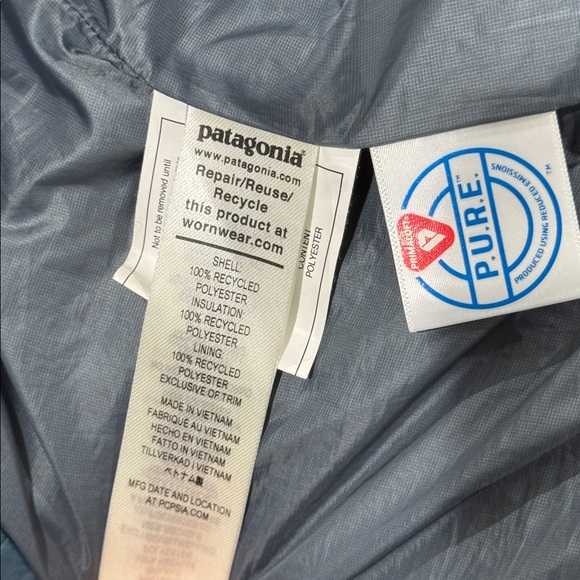 patagonia®
www.patagonia.com
Repair/Reuse/
Recycle
this product at
wornwear.com
SHELL:
100% RECYCLED
POLYESTER
INSULATION:
100% RECYCLED
POLYESTER
LINING:
100% RECYCLED
POLYESTER
EXCLUSIVE OF TRIM
MADE IN VIETNAM
FABRIQUÉ AU VIETNAM
HECHO EN VIETNAM
FATTO IN VIETNAM
TILLVERKAD I VIETNAM
ベトナム製
MFG DATE AND LOCATION
AT PCPSIA.COM
Not to be removed until
CONTENT
POLYESTER
PRIMALOFT®
P.U.R.E.™
PRODUCED USING REDUCED EMISSIONS